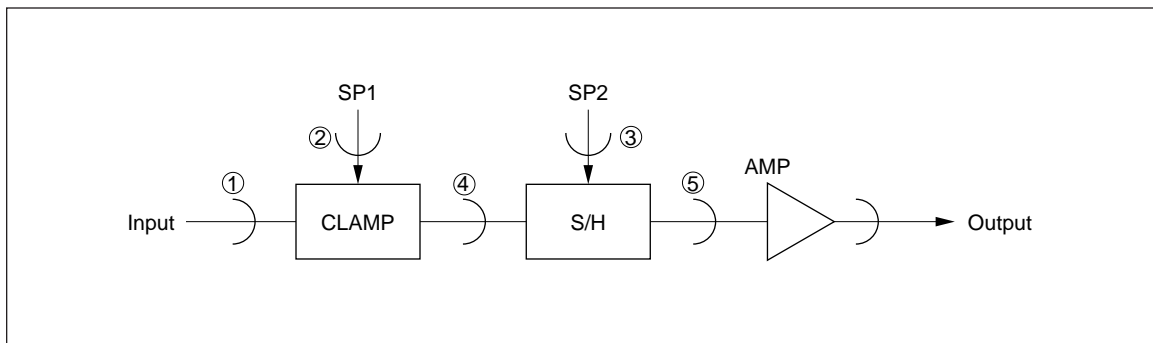 SP1
SP2
②
③
AMP
①
④
⑤
Input
CLAMP
S/H
Output